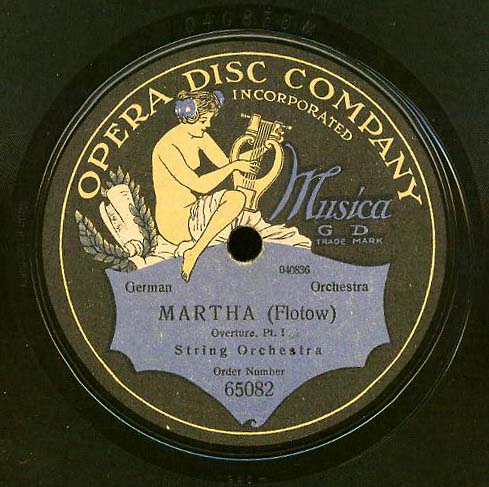 OPERA DISC COMPANY
INCORPORATED
Musica
G D
TRADE MARK
German 040836 Orchestra
MARTHA (Flotow)
Overture, Pt. I
String Orchestra
Order Number
65082